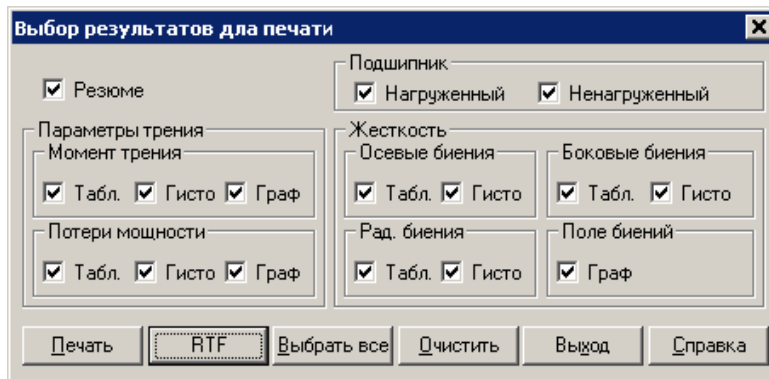 Выбор результатов дла печати
Подшипник
Резюме
Нагруженный Ненагруженный
Параметры трения Жесткость
Момент трения Осевые биения Боковые биения
Табл. Гисто Граф Табл. Гисто Табл. Гисто
Потери мощности Рад. биения Поле биений
Табл. Гисто Граф Табл. Гисто Граф
Печать RTF Выбрать все Очистить Выход Справка